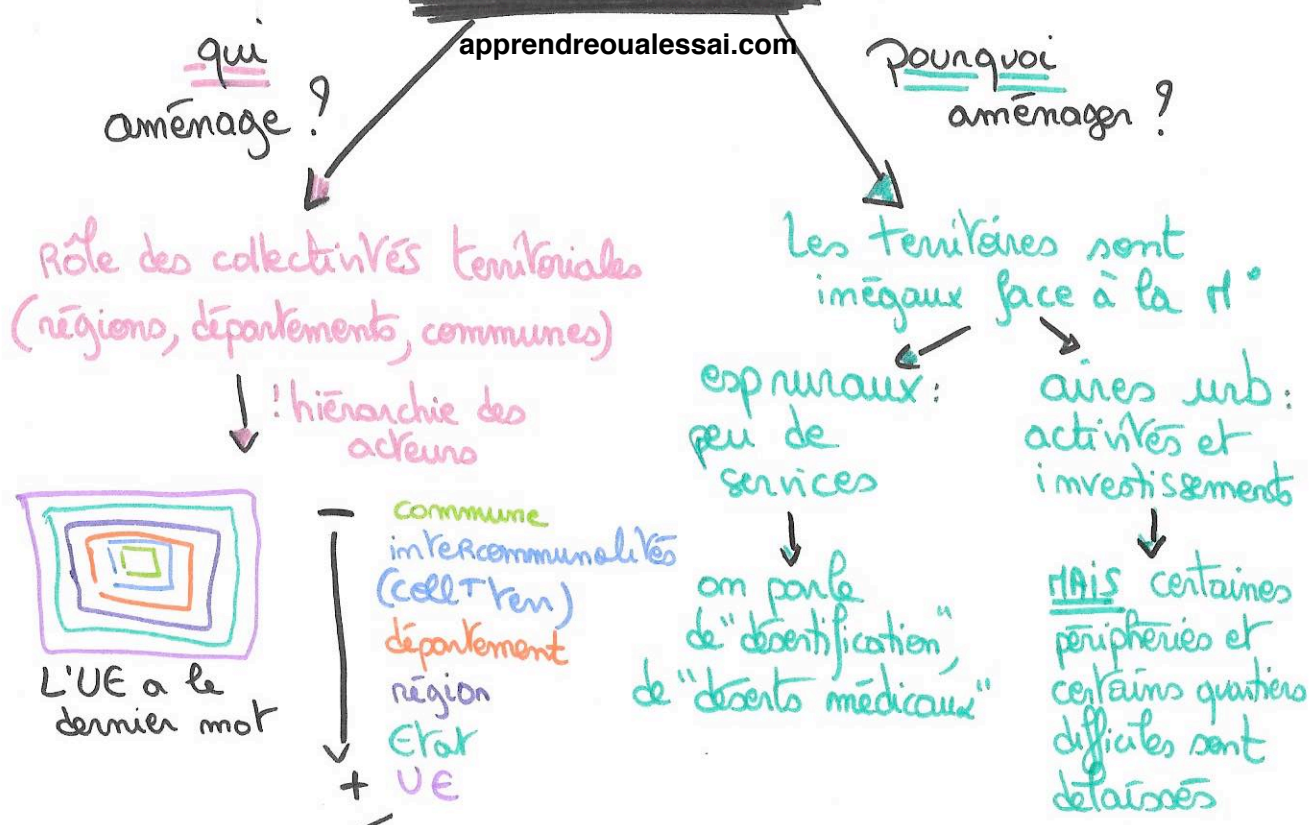 apprendreoualessai.com
qui
aménage ?
Pourquoi
aménager ?
Rôle des collectivités territoriales
(régions, départements, communes)
! hiérarchie des
acteurs
L'UE a le
dernier mot
-
commune
intercommunalités
(coll T terr)
département
région
Etat
+ UE
Les territoires sont
inégaux face à la M°
esp ruraux :
peu de
services
on parle
de "désertification",
de "déserts médicaux"
aires urb :
activités et
investissements
MAIS certaines
périphéries et
certains quartiers
difficiles sont
délaissés